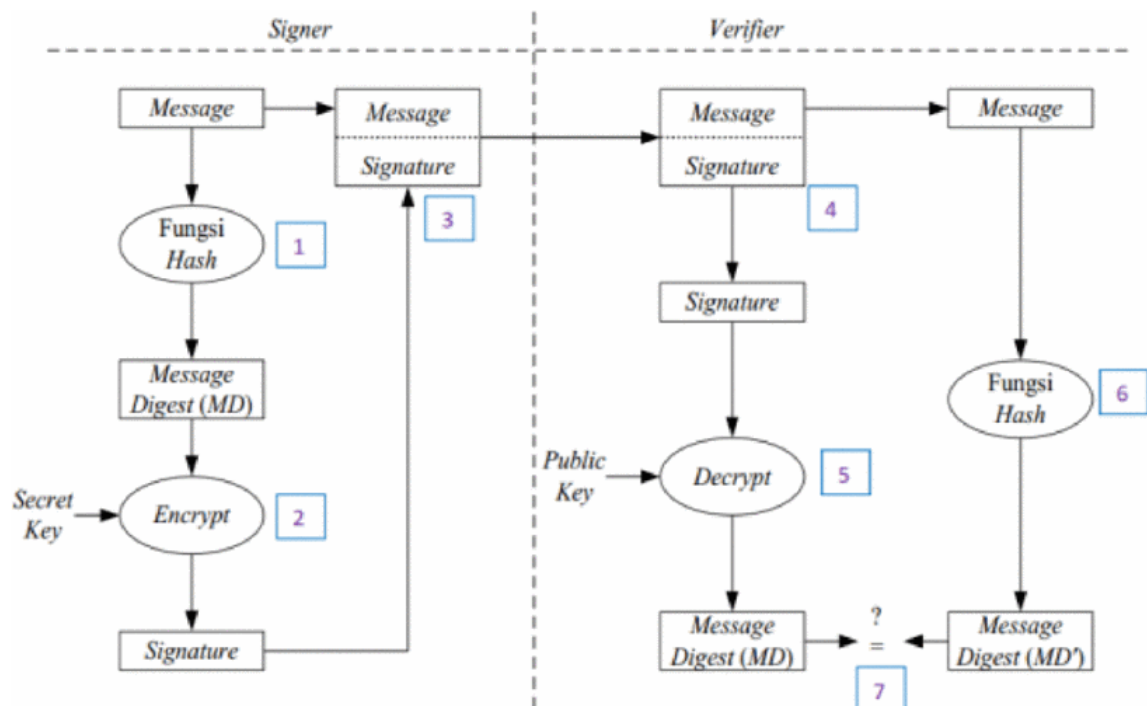 Signer
Verifier
Message
Message
Signature
3
Fungsi
Hash
1
Message
Digest (MD)
Secret
Key
Encrypt
2
Signature
Message
Signature
4
Message
Signature
Public
Key
Decrypt
5
Fungsi
Hash
6
Message
Digest (MD)
?
=
7
Message
Digest (MD')